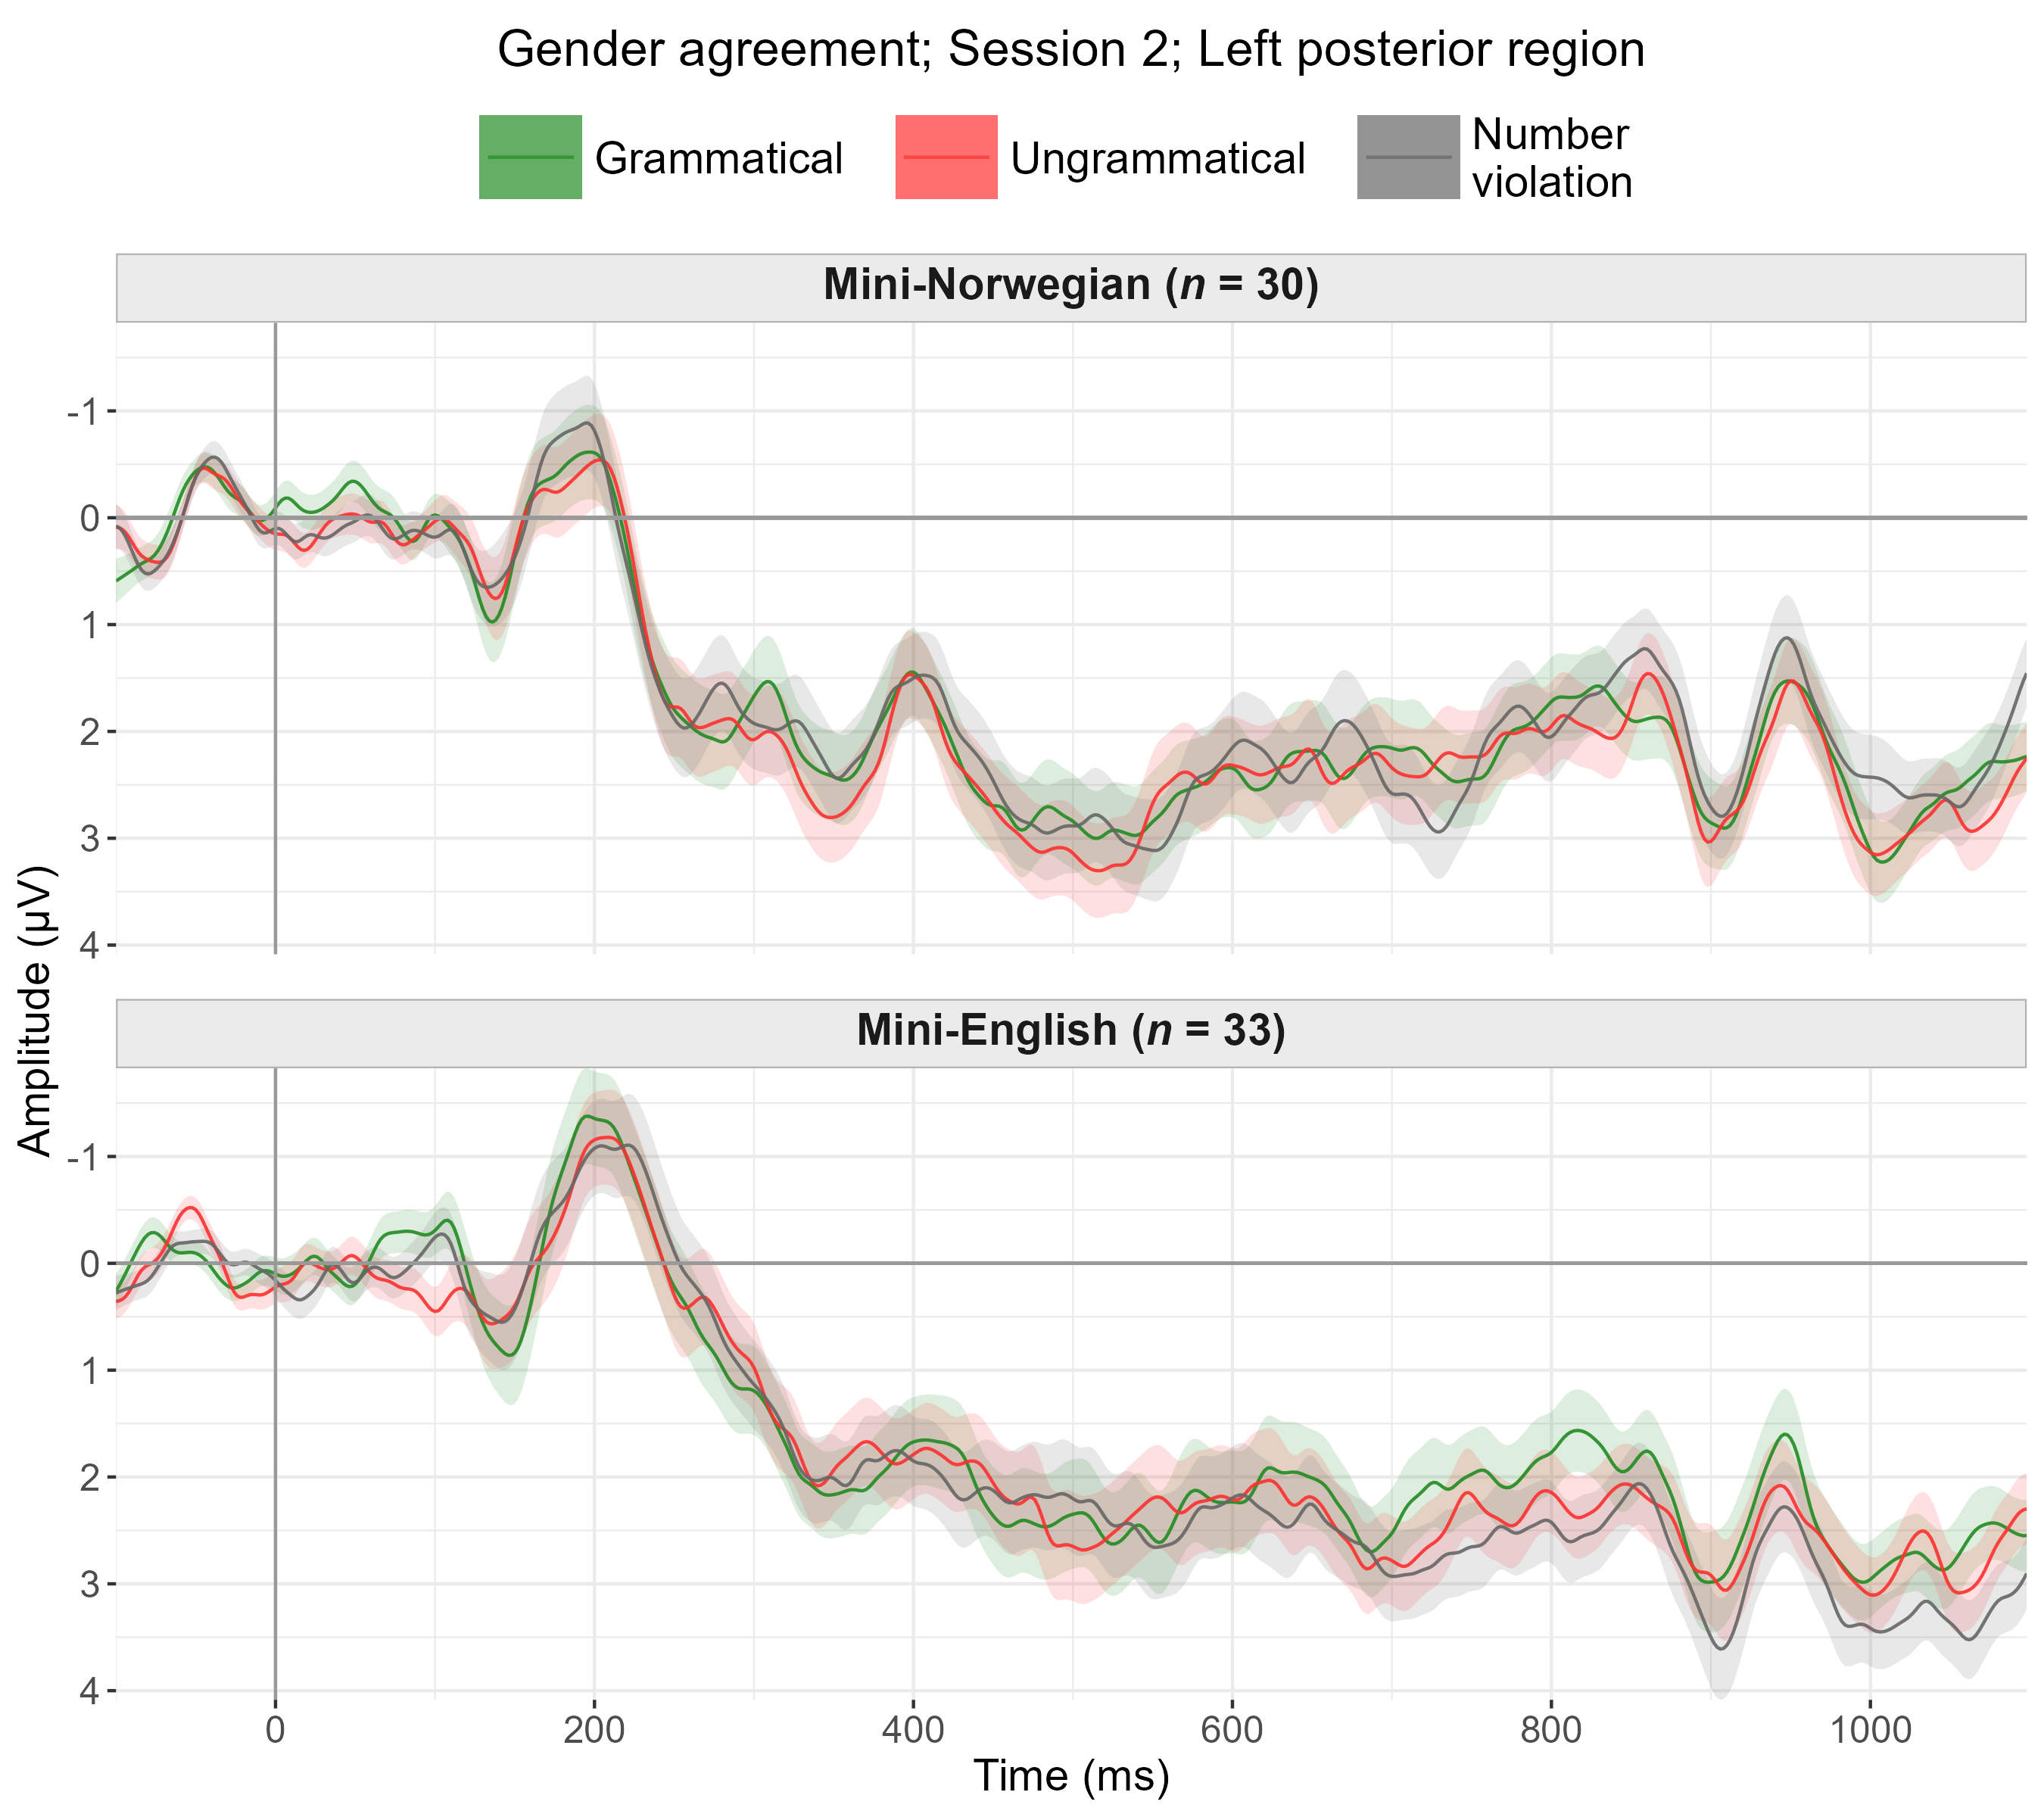 Gender agreement; Session 2; Left posterior region
Grammatical
Ungrammatical
Number
violation
Mini-Norwegian (n = 30)
-1
0
1
2
3
4
Amplitude (µV)
Mini-English (n = 33)
-1
0
1
2
3
4
0 200 400 600 800 1000
Time (ms)